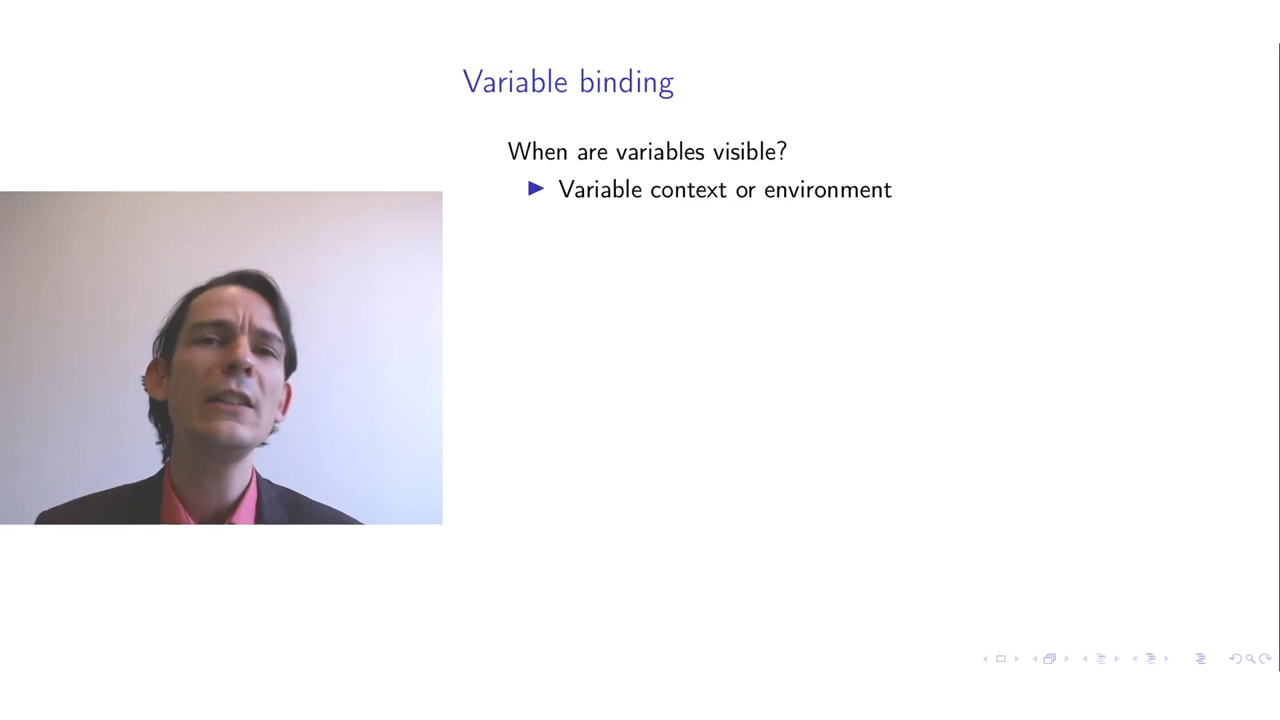 Variable binding
When are variables visible?
Variable context or environment